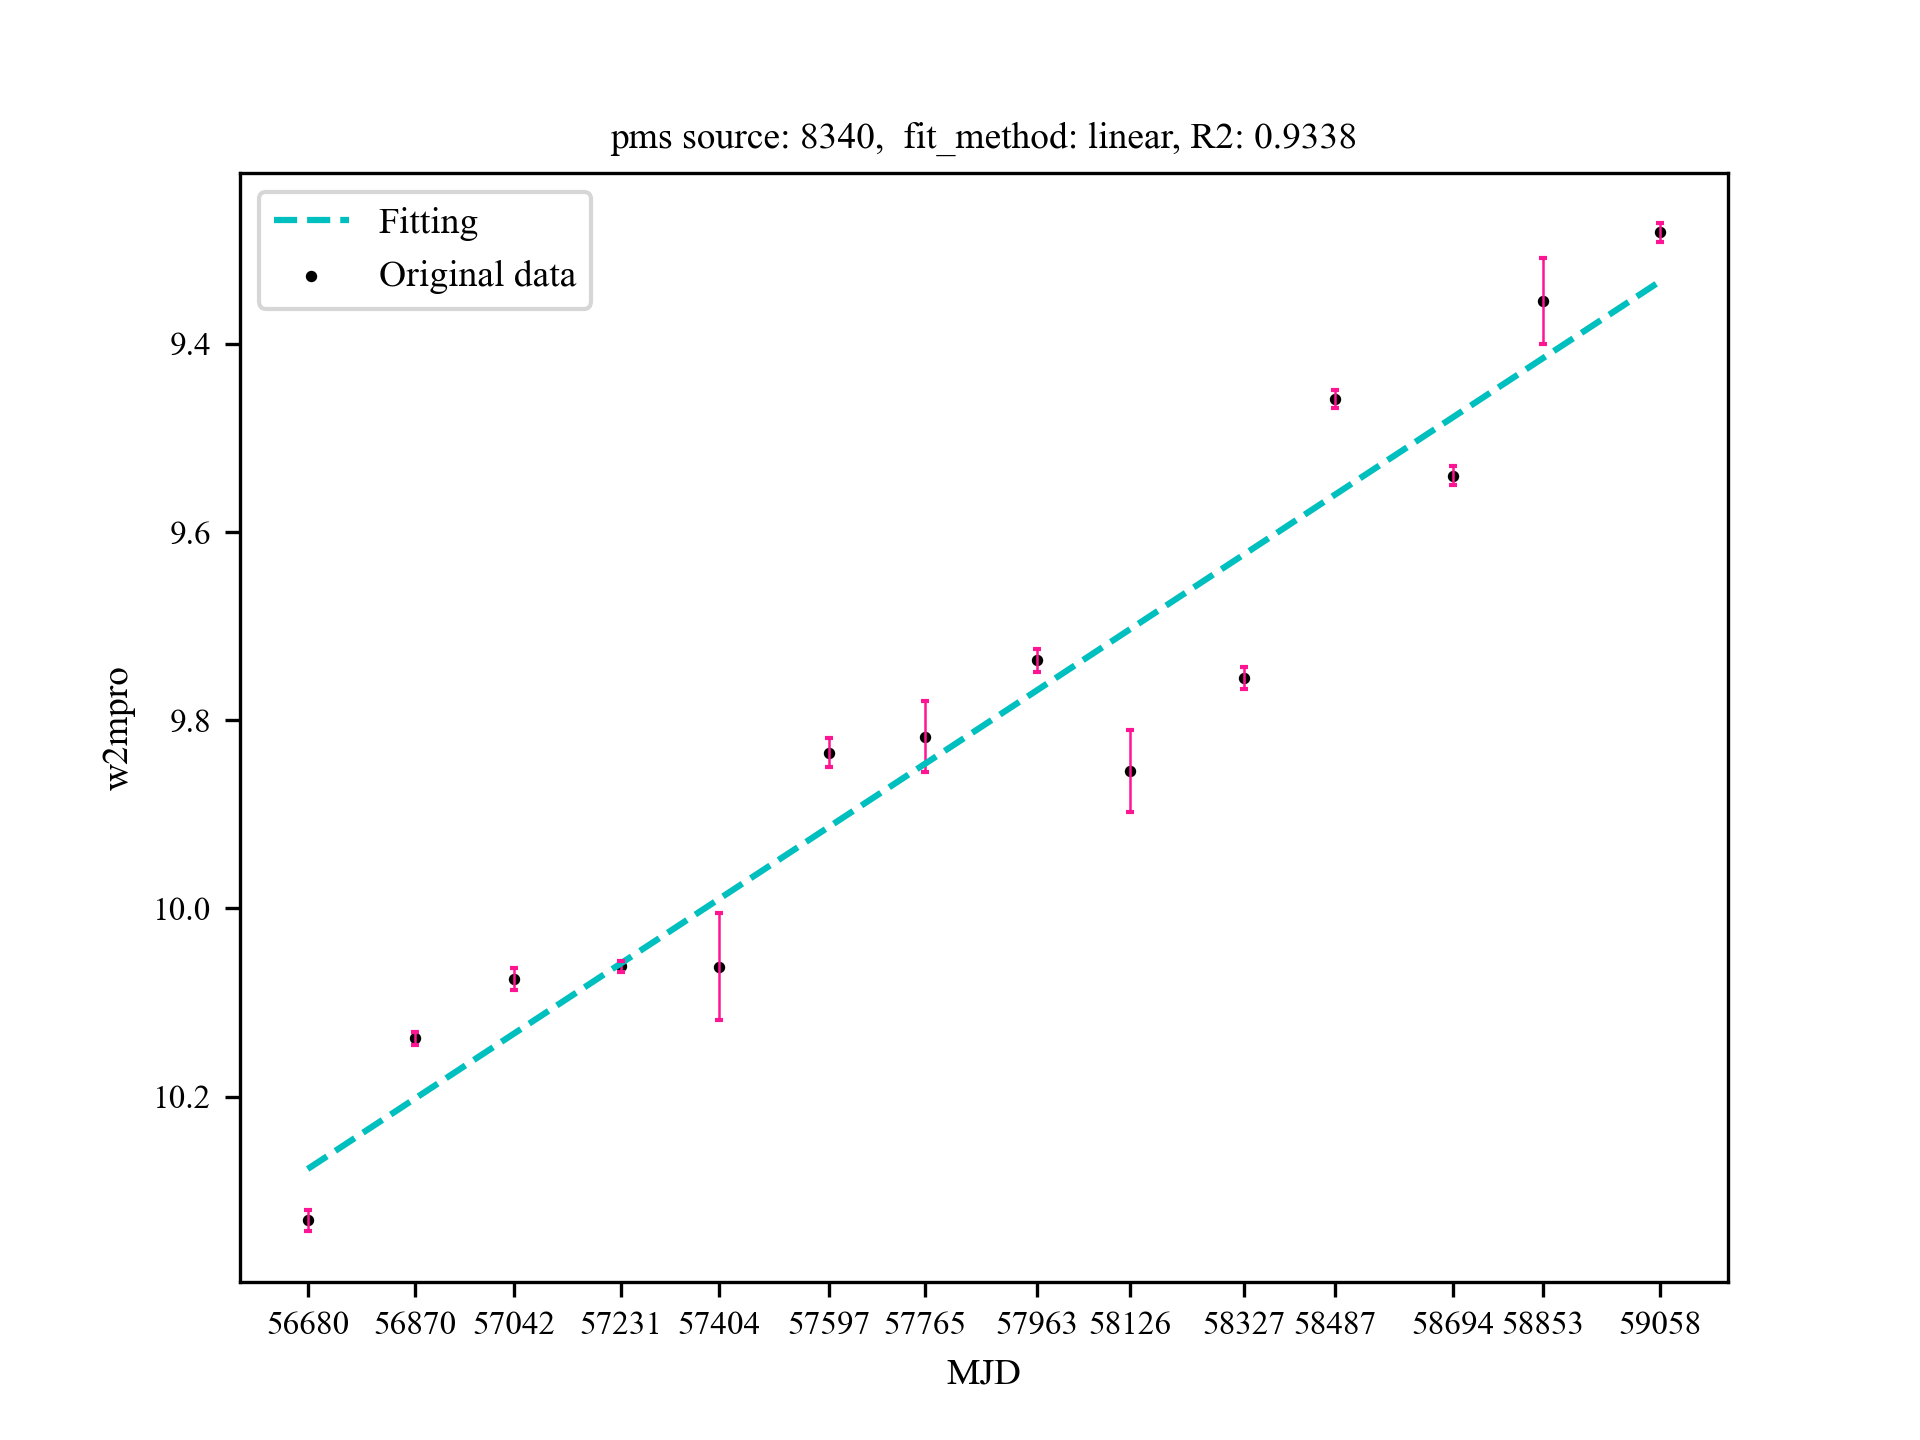 pms source: 8340,  fit_method: linear, R2: 0.9338
Fitting
Original data
9.4
9.6
9.8
10.0
10.2
w2mpro
56680 56870 57042 57231 57404 57597 57765 57963 58126 58327 58487 58694 58853 59058
MJD